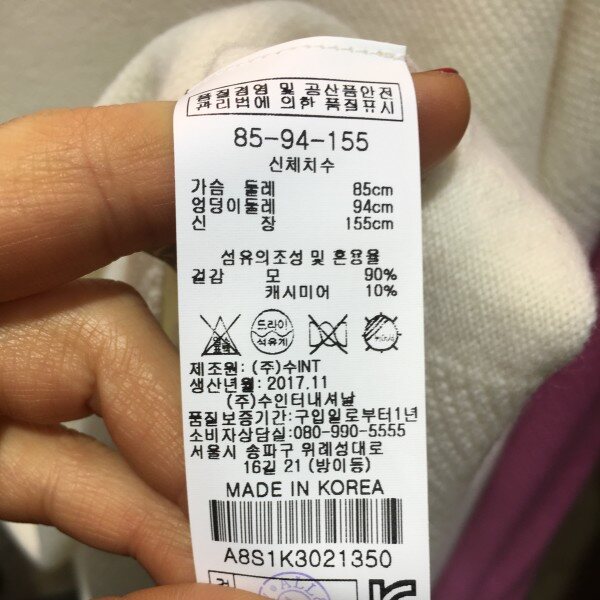 품질경영 및 공산품안전
관리법에 의한 품질표시
85-94-155
신체치수
가슴 둘레 85cm
엉덩이둘레 94cm
신 장 155cm
섬유의조성 및 혼용율
겉감 모 90%
캐시미어 10%
드라이
석유계
제조원: (주)수INT
생산년월: 2017.11
(주)수인터내셔날
품질보증기간:구입일로부터1년
소비자상담실:080-990-5555
서울시 송파구 위례성대로
16길 21 (방이동)
MADE IN KOREA
A8S1K3021350